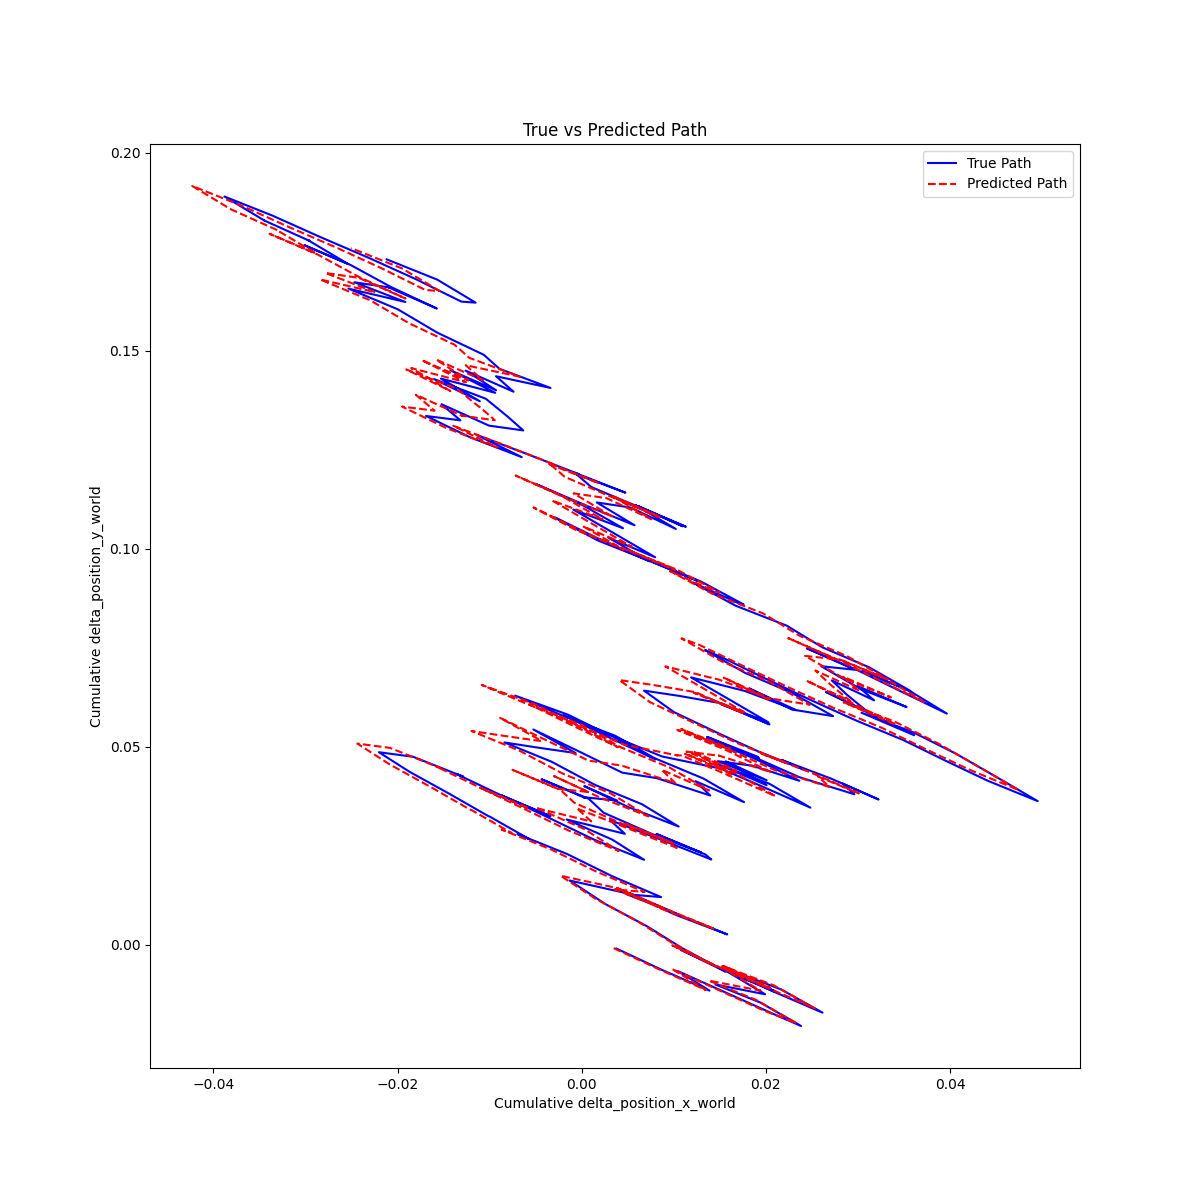 True vs Predicted Path
True Path
Predicted Path
0.20
0.15
0.10
0.05
0.00
Cumulative delta_position_y_world
−0.04
−0.02
0.00
0.02
0.04
Cumulative delta_position_x_world